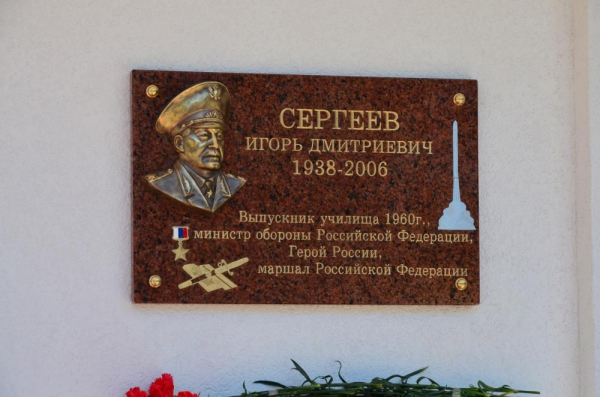 СЕРГЕЕВ
ИГОРЬ ДМИТРИЕВИЧ
1938-2006
Выпускник училища 1960г.,
министр обороны Российской Федерации,
Герой России,
маршал Российской Федерации